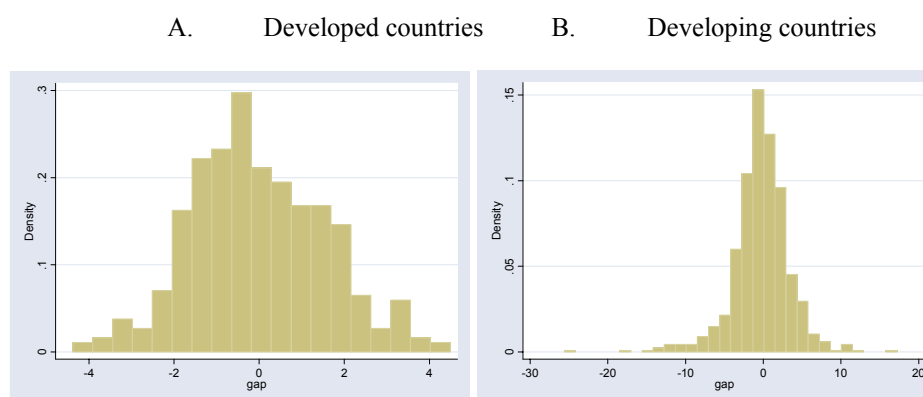 A. Developed countries B. Developing countries
.3
.2
.1
0
Density
-4 -2 0 2 4
gap
.15
.1
.05
0
Density
-30 -20 -10 0 10 20
gap